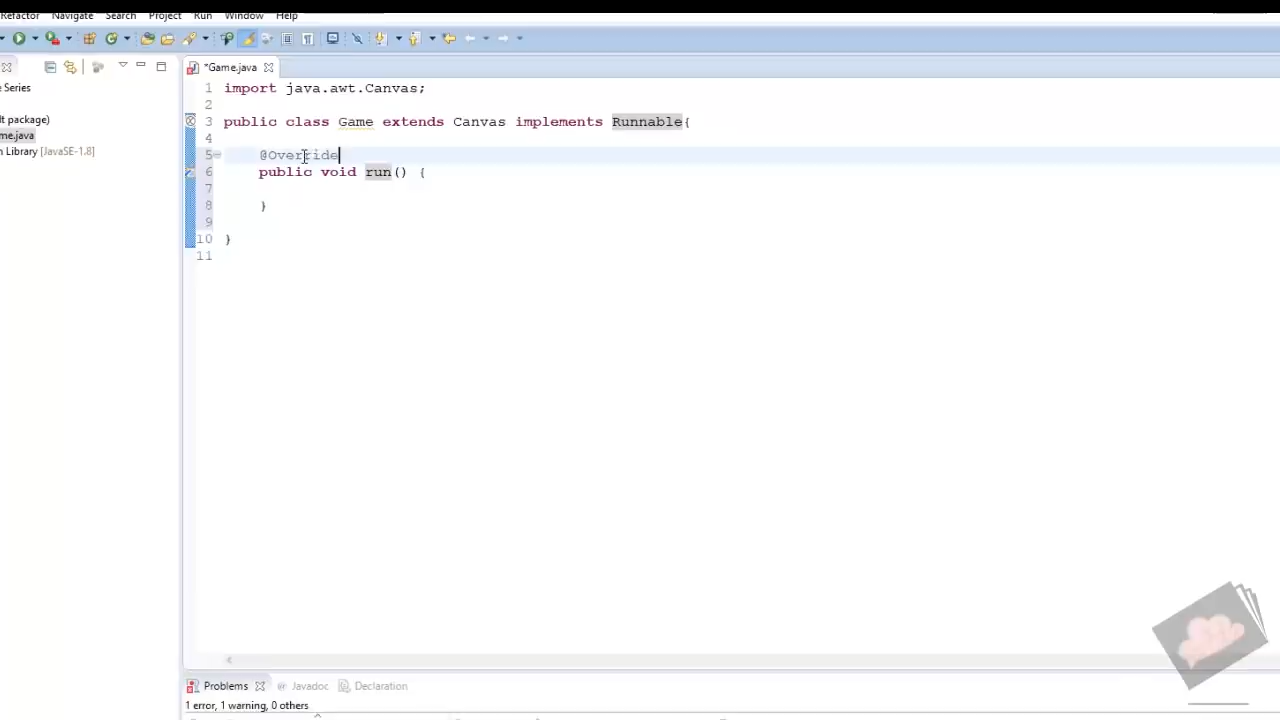 Refactor Navigate Search Project Run Window Help
*Game.java
e Series
lt package)
me.java
n Library [JavaSE-1.8]
1 import java.awt.Canvas;
2
3 public class Game extends Canvas implements Runnable{
4
5 @Override
6 public void run() {
7
8 }
9
10 }
11
Problems @ Javadoc Declaration
1 error, 1 warning, 0 others